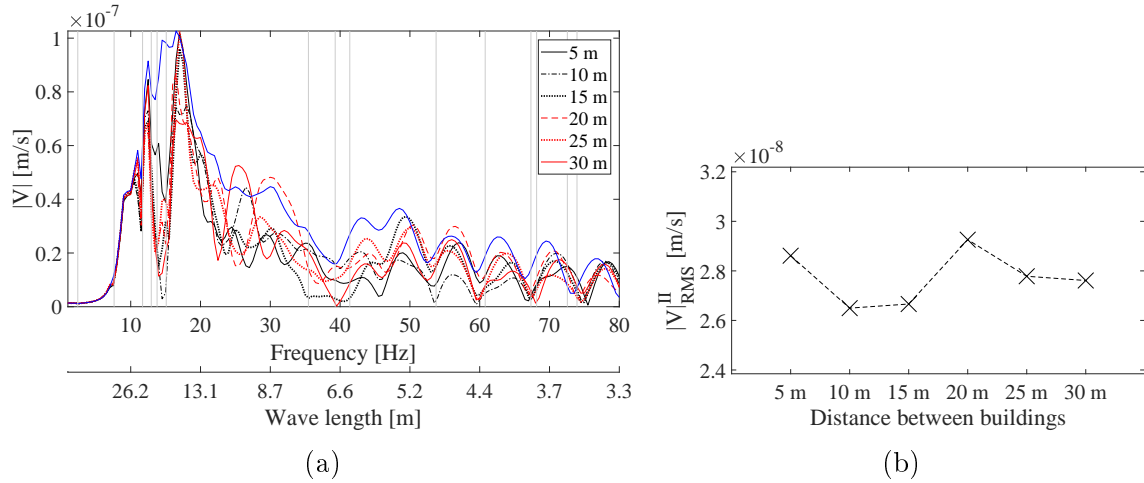 ×10⁻⁷
1
0.8
0.6
0.4
0.2
0
|V| [m/s]
5 m
10 m
15 m
20 m
25 m
30 m
10 20 30 40 50 60 70 80
Frequency [Hz]
26.2 13.1 8.7 6.6 5.2 4.4 3.7 3.3
Wave length [m]
(a)
×10⁻⁸
3.2
3
2.8
2.6
2.4
|V|ᴵᴵRMS [m/s]
5 m 10 m 15 m 20 m 25 m 30 m
Distance between buildings
(b)